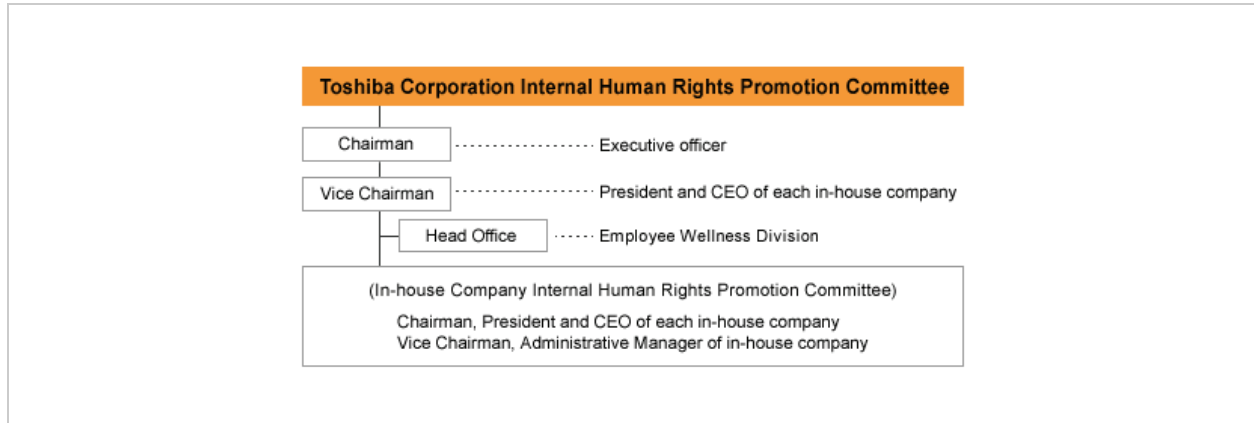 Toshiba Corporation Internal Human Rights Promotion Committee
Chairman
Executive officer
Vice Chairman
President and CEO of each in-house company
Head Office
Employee Wellness Division
(In-house Company Internal Human Rights Promotion Committee)
Chairman, President and CEO of each in-house company
Vice Chairman, Administrative Manager of in-house company